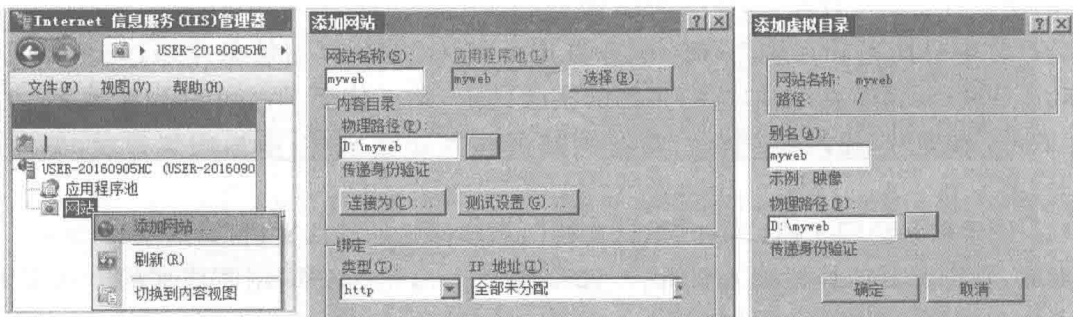 Internet 信息服务(IIS)管理器
USER-20160905HC
文件(F) 视图(V) 帮助(H)
USER-20160905HC (USER-2016090
应用程序池
网站
添加网站...
刷新(R)
切换到内容视图
添加网站
网站名称(S): 应用程序池(L):
myweb myweb 选择(E)...
内容目录
物理路径(P):
D:\myweb ...
传递身份验证
连接为(C)... 测试设置(G)...
绑定
类型(T): IP 地址(I):
http 全部未分配
添加虚拟目录
网站名称: myweb
路径: /
别名(A):
myweb
示例: 映像
物理路径(P):
D:\myweb ...
传递身份验证
确定 取消